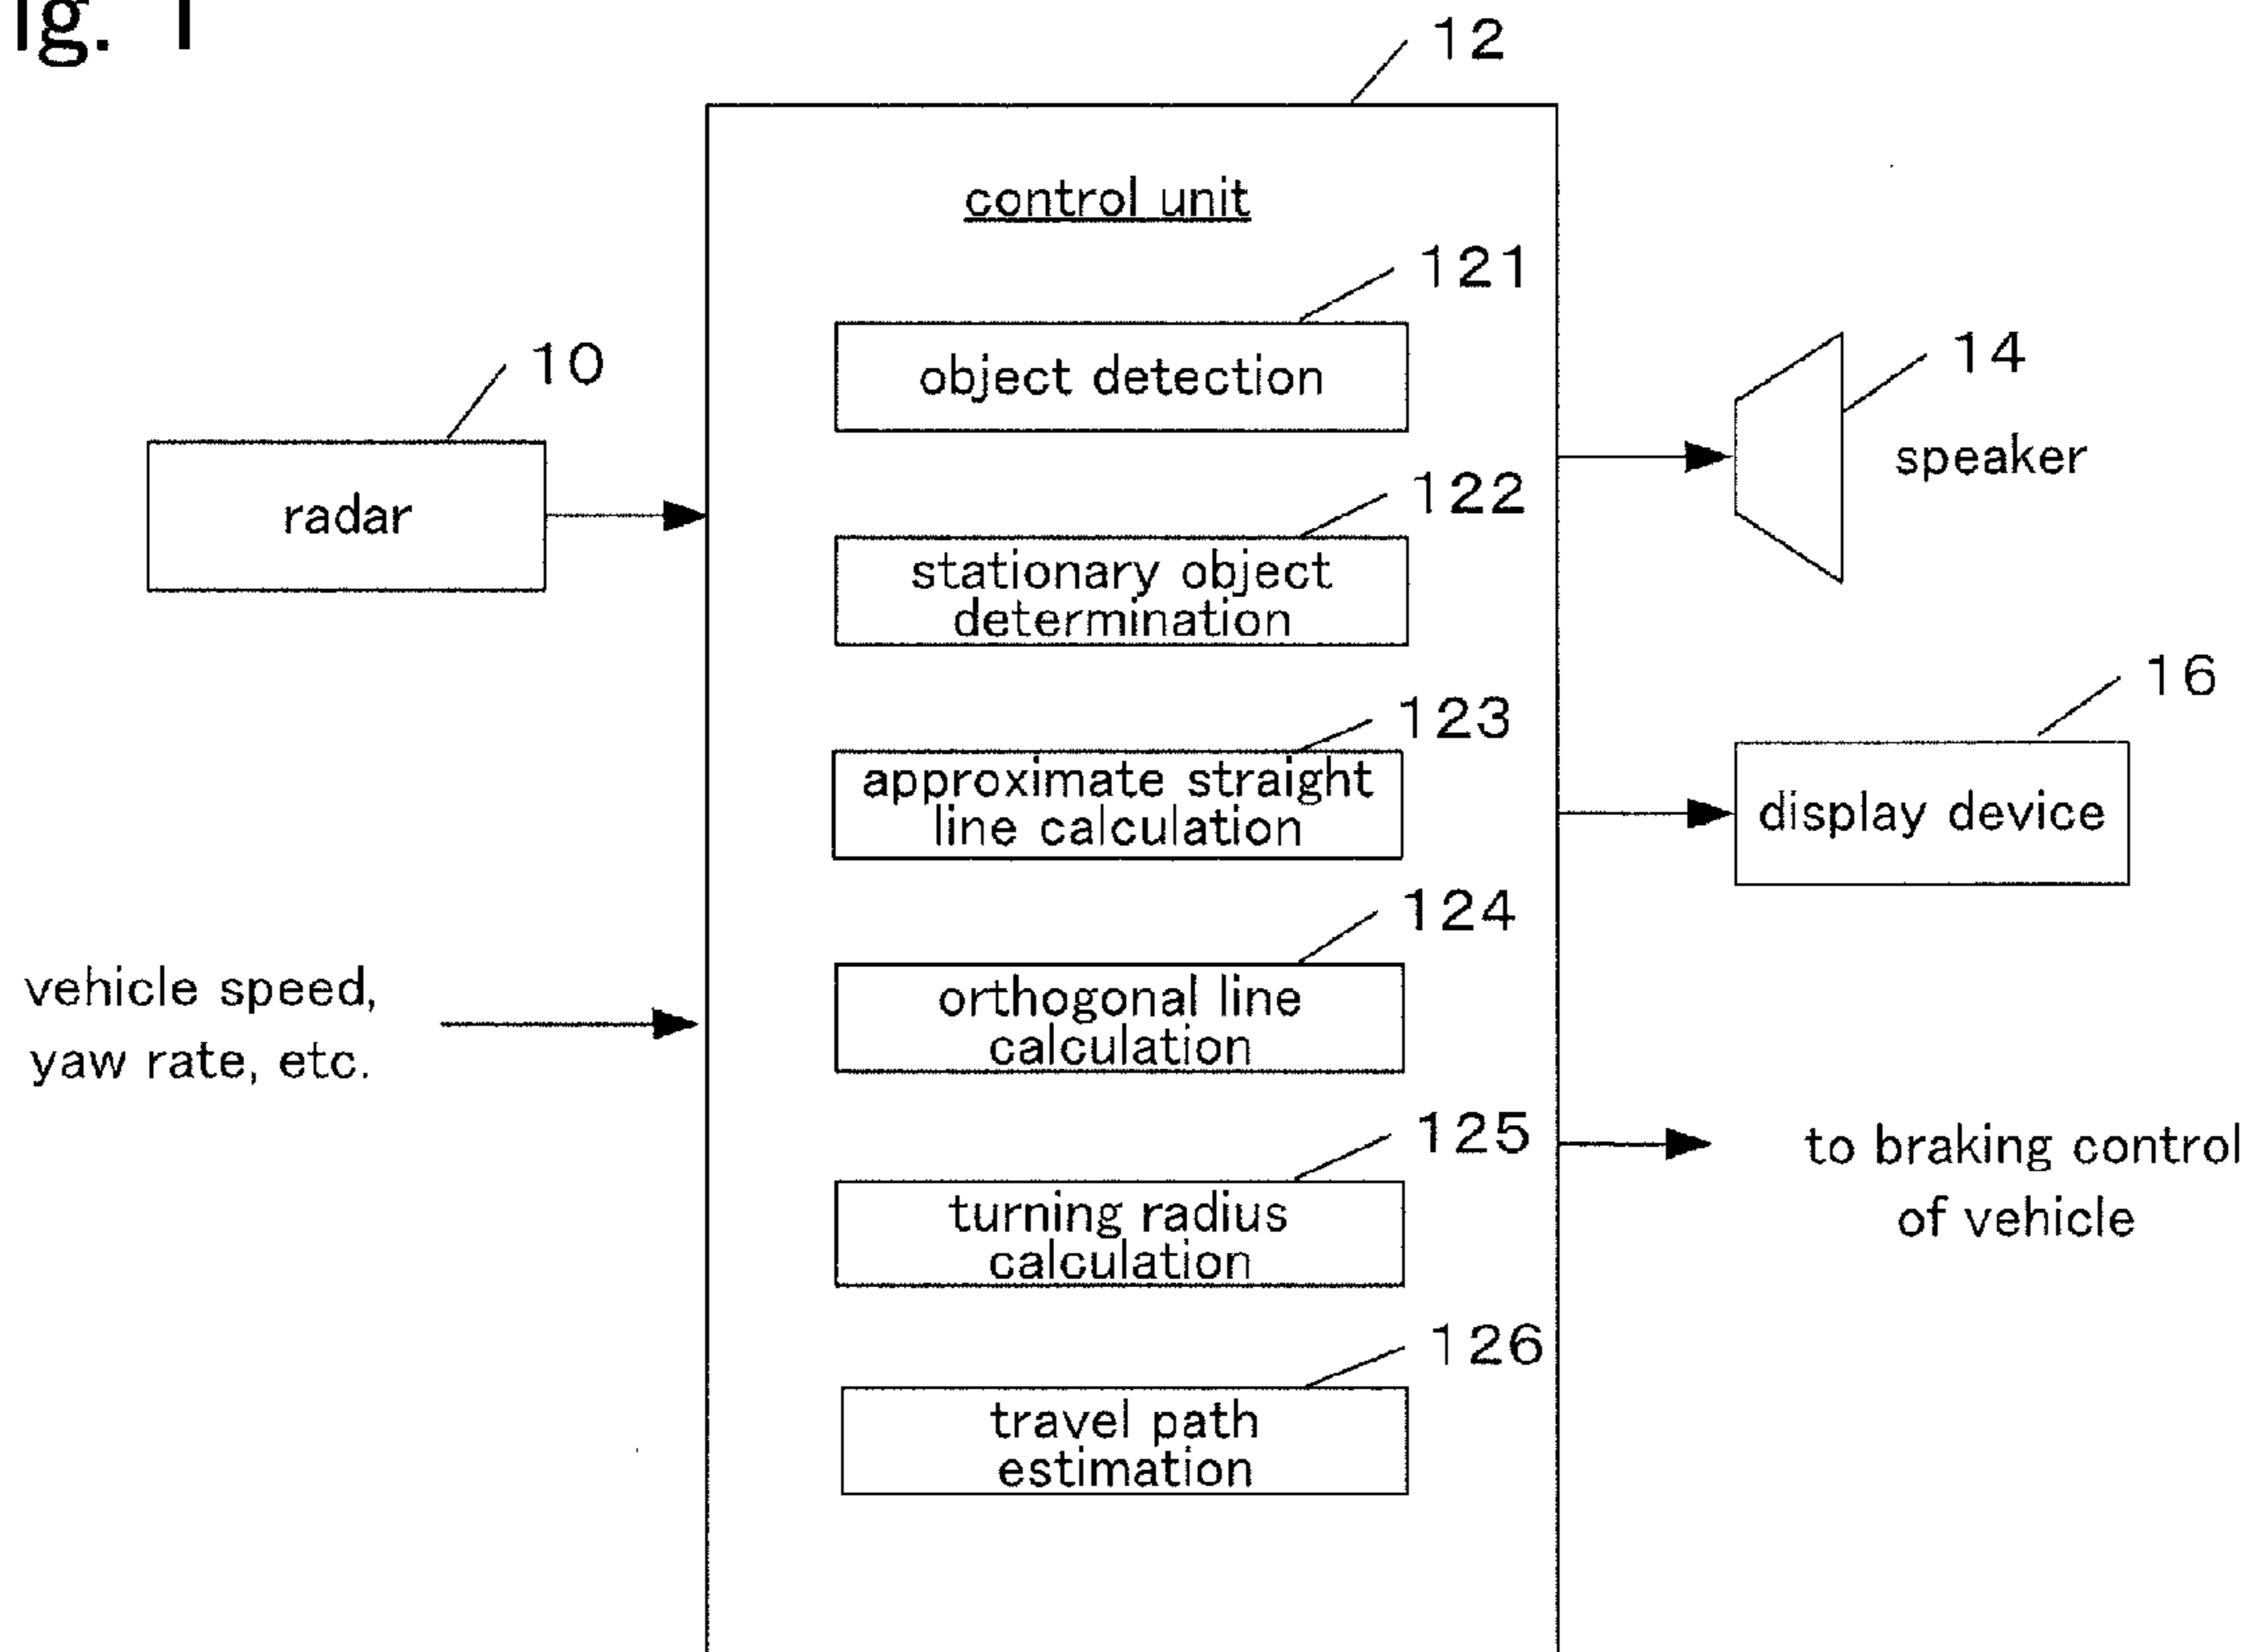 ig. 1
12
control unit
121
object detection
10
radar
14
speaker
122
stationary object
determination
16
display device
123
approximate straight
line calculation
124
orthogonal line
calculation
vehicle speed,
yaw rate, etc.
125
turning radius
calculation
to braking control
of vehicle
126
travel path
estimation